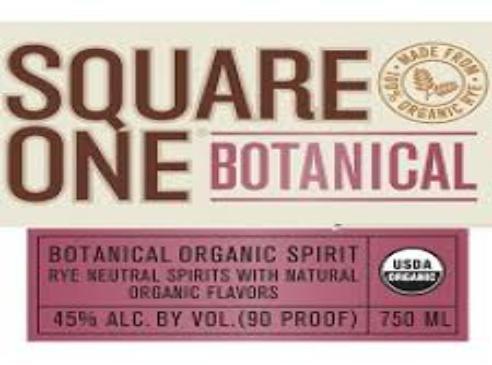 SQUARE
ONE BOTANICAL
MADE FROM
100% ORGANIC RYE
BOTANICAL ORGANIC SPIRIT
RYE NEUTRAL SPIRITS WITH NATURAL
ORGANIC FLAVORS
USDA
ORGANIC
45% ALC. BY VOL.(90 PROOF) 750 ML